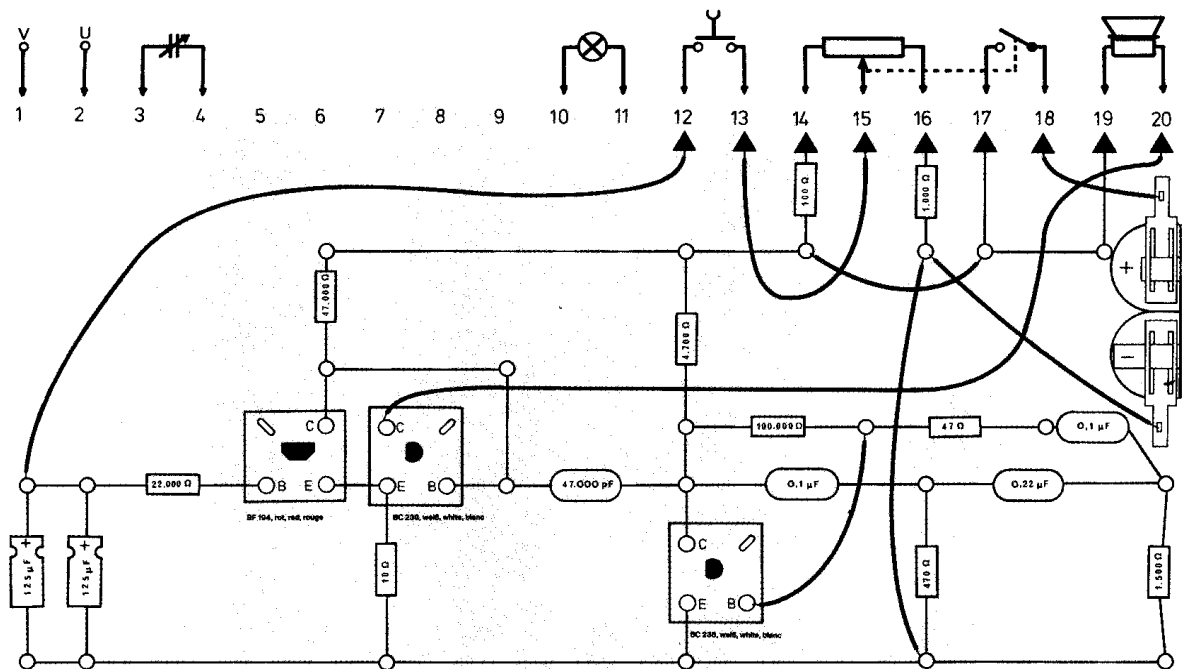 V U
1 2 3 4 5 6 7 8 9 10 11 12 13 14 15 16 17 18 19 20
100 Ω 1.000 Ω
+
47.000 Ω 4.700 Ω
−
C C 100.000 Ω 47 Ω 0,1 µF
22.000 Ω B E E B 47.000 pF 0,1 µF 0,22 µF
BF 194, rot, red, rouge BC 238, weiß, white, blanc
+ + C
125 µF 125 µF 10 Ω 470 Ω 1.500 Ω
E B
BC 238, weiß, white, blanc